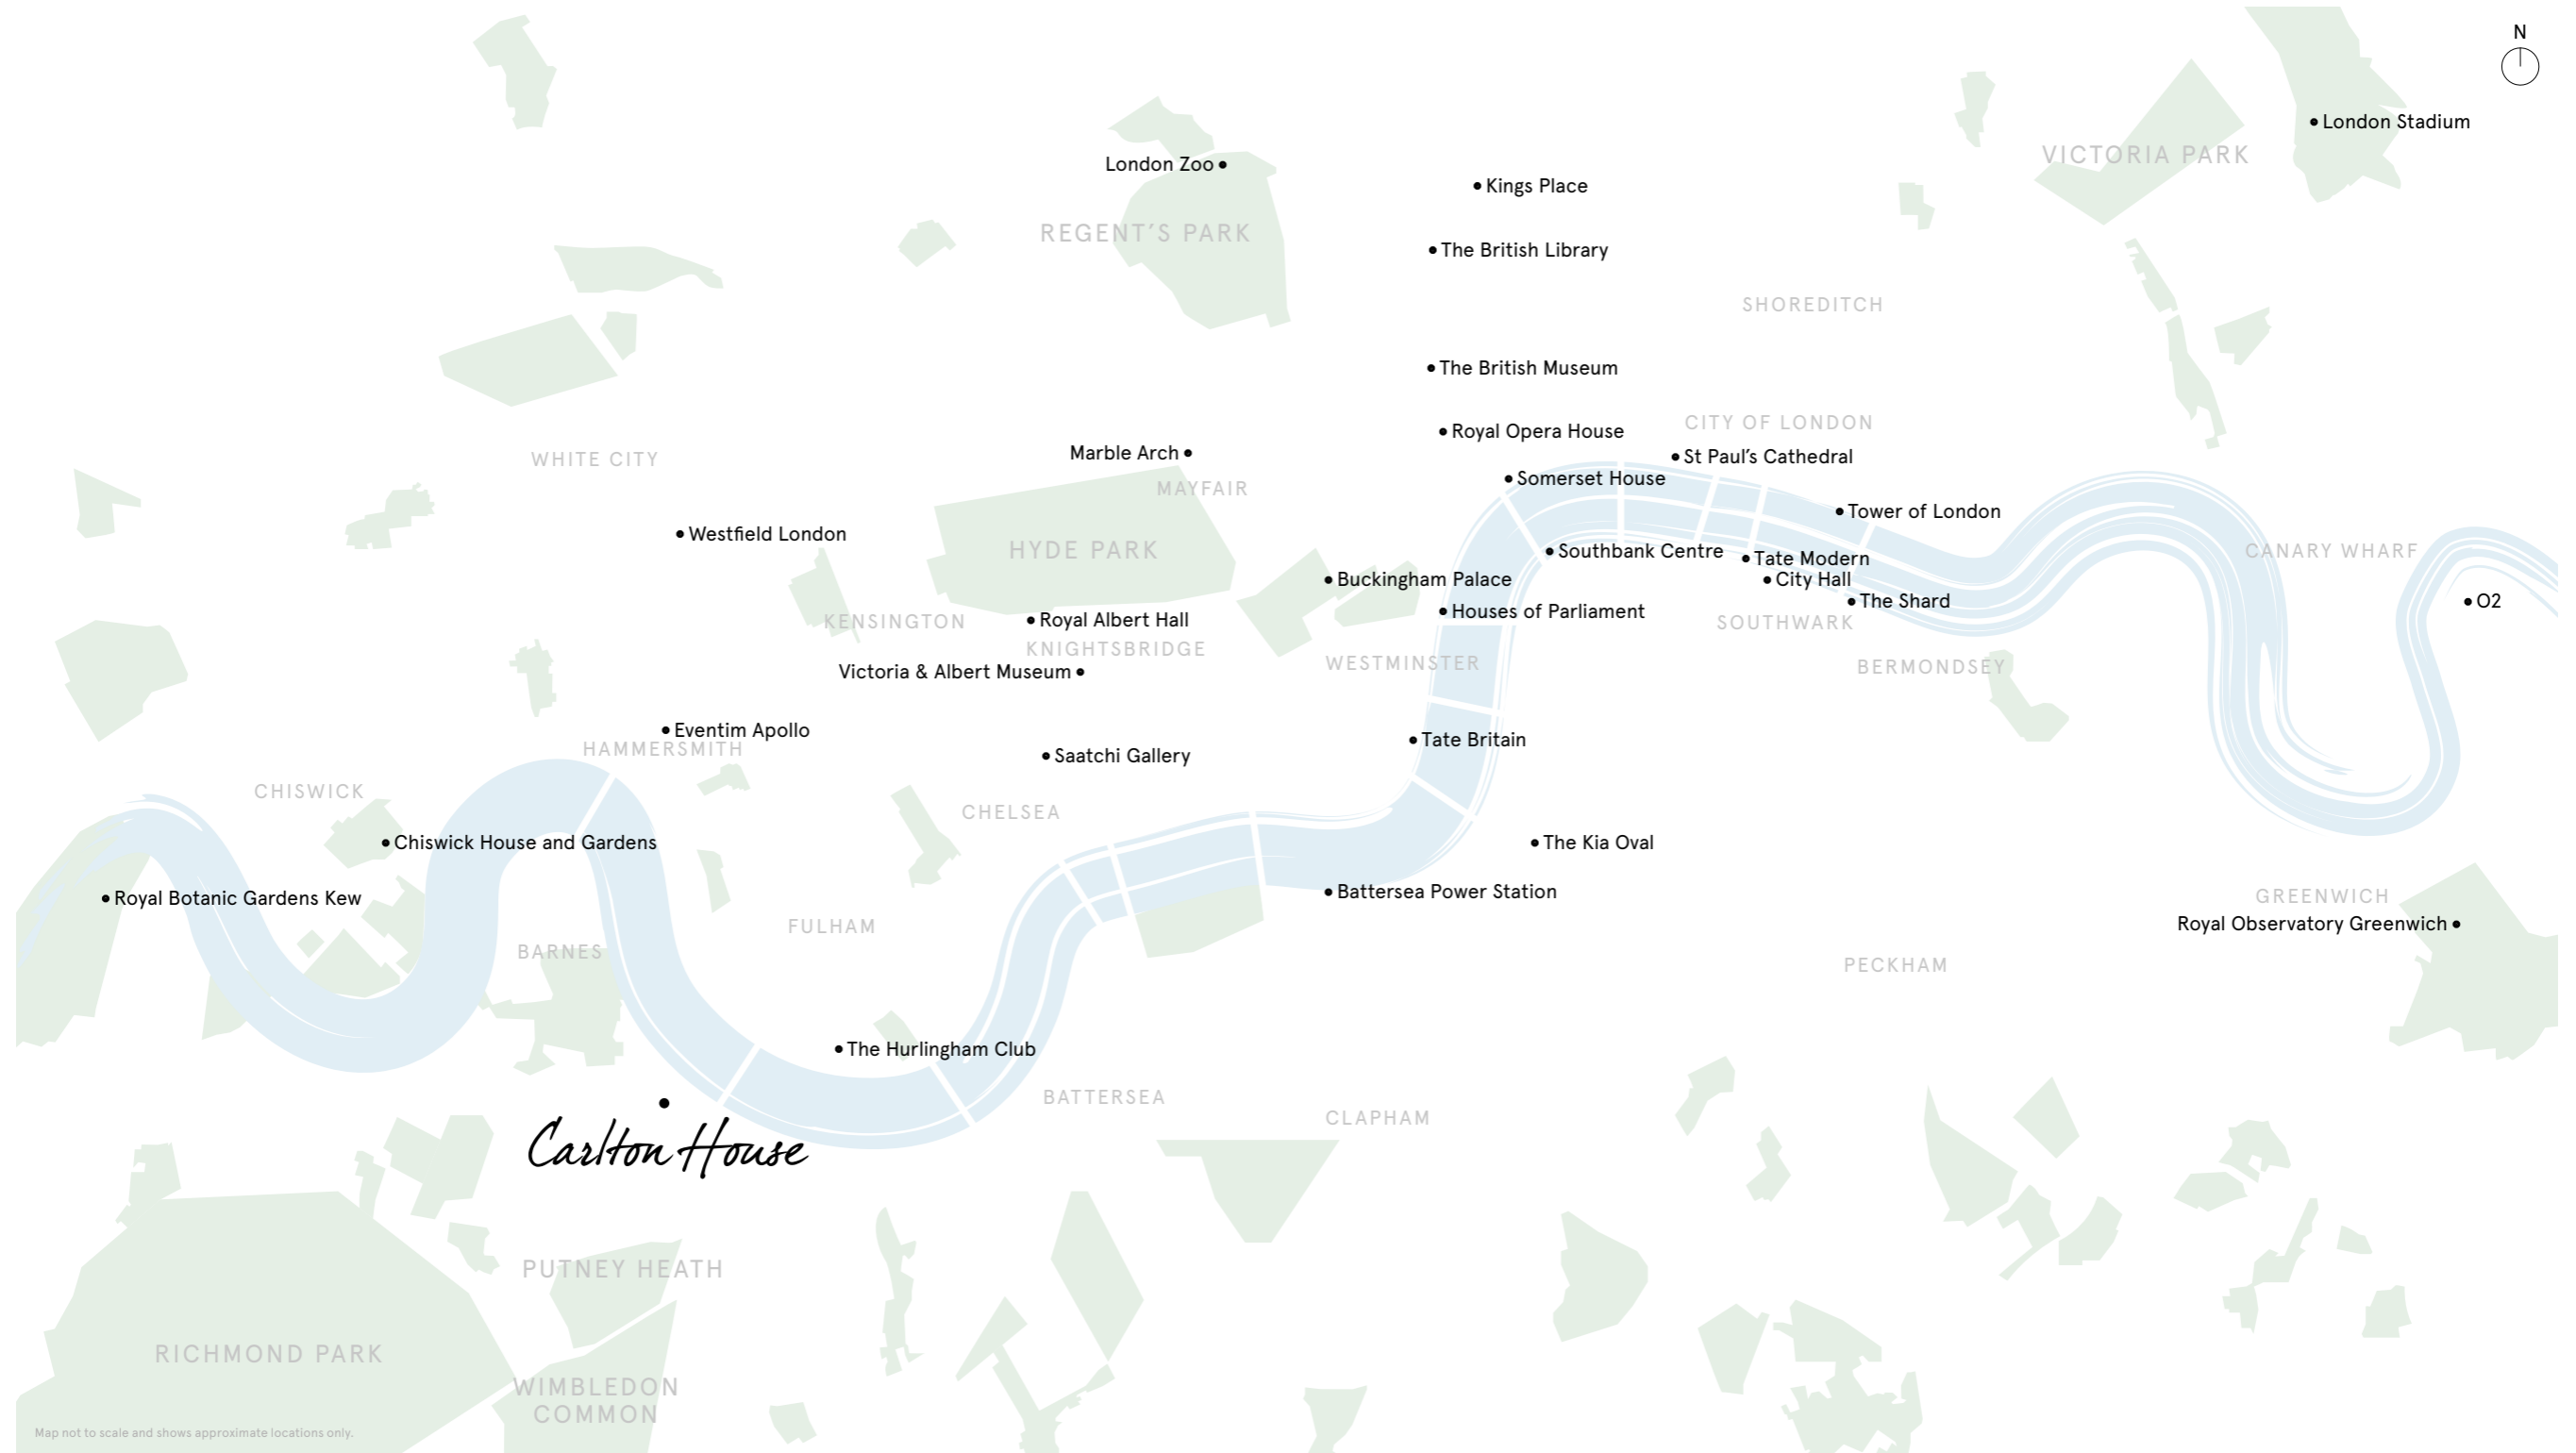 N
London Stadium
VICTORIA PARK
London Zoo
Kings Place
REGENT'S PARK
The British Library
SHOREDITCH
The British Museum
CITY OF LONDON
Royal Opera House
Marble Arch
St Paul's Cathedral
WHITE CITY
Somerset House
MAYFAIR
Tower of London
Westfield London
HYDE PARK
Southbank Centre
CANARY WHARF
Tate Modern
Buckingham Palace
City Hall
The Shard
O2
Houses of Parliament
KENSINGTON
Royal Albert Hall
SOUTHWARK
KNIGHTSBRIDGE
WESTMINSTER
BERMONDSEY
Victoria & Albert Museum
Eventim Apollo
Tate Britain
HAMMERSMITH
Saatchi Gallery
CHISWICK
CHELSEA
Chiswick House and Gardens
The Kia Oval
Battersea Power Station
Royal Botanic Gardens Kew
GREENWICH
FULHAM
Royal Observatory Greenwich
BARNES
PECKHAM
The Hurlingham Club
BATTERSEA
CLAPHAM
Carlton House
PUTNEY HEATH
RICHMOND PARK
WIMBLEDON
COMMON
Map not to scale and shows approximate locations only.